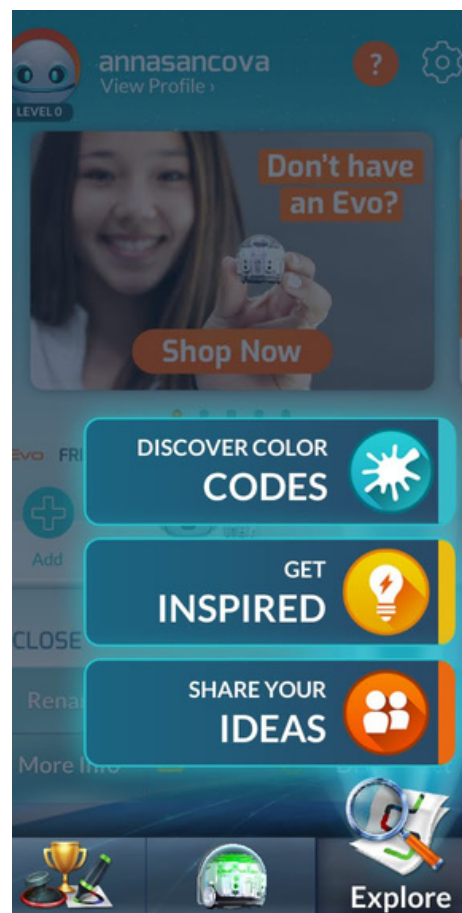 annasancova
View Profile ›
?
LEVEL 0
Don't have
an Evo?
Shop Now
DISCOVER COLOR
CODES
Evo
Add
GET
INSPIRED
CLOSE
SHARE YOUR
IDEAS
More Info
Explore